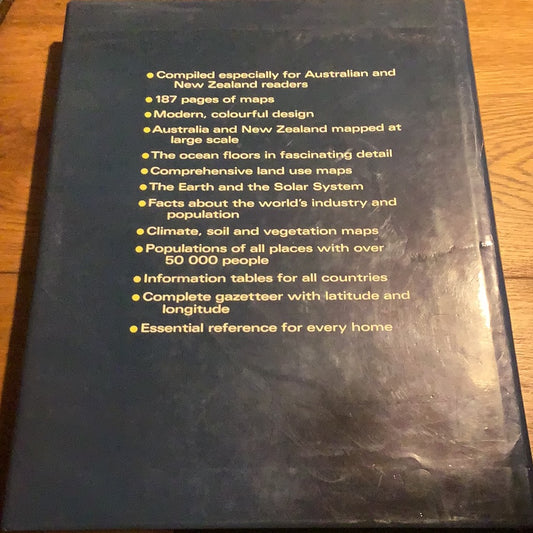 • Compiled especially for Australian and
New Zealand readers
• 187 pages of maps
• Modern, colourful design
• Australia and New Zealand mapped at
large scale
• The ocean floors in fascinating detail
• Comprehensive land use maps
• The Earth and the Solar System
• Facts about the world's industry and
population
• Climate, soil and vegetation maps
• Populations of all places with over
50 000 people
• Information tables for all countries
• Complete gazetteer with latitude and
longitude
• Essential reference for every home